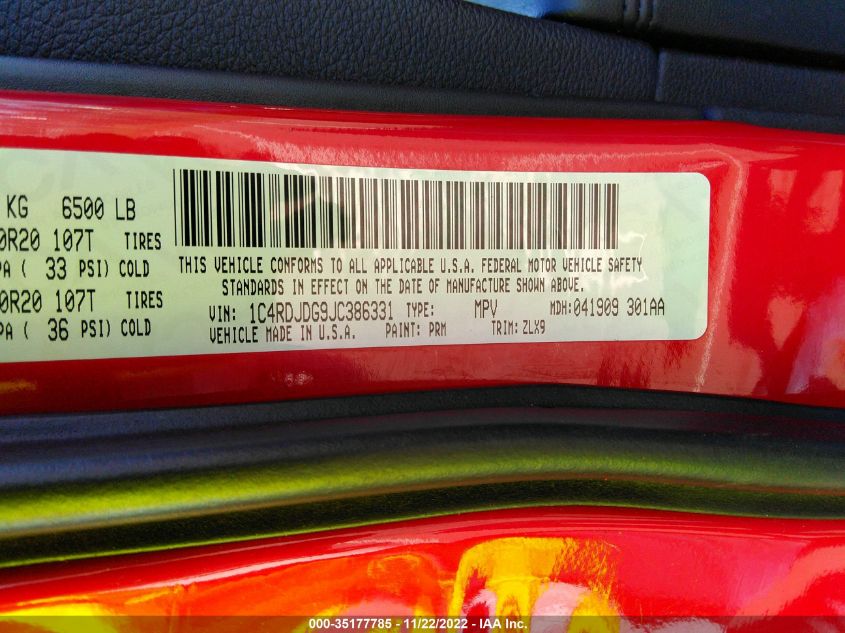 KG 6500 LB
0R20 107T TIRES
PA ( 33 PSI) COLD
0R20 107T TIRES
PA ( 36 PSI) COLD
THIS VEHICLE CONFORMS TO ALL APPLICABLE U.S.A. FEDERAL MOTOR VEHICLE SAFETY
STANDARDS IN EFFECT ON THE DATE OF MANUFACTURE SHOWN ABOVE.
VIN: 1C4RDJDG9JC386331 TYPE: MPV MDH: 041909 301AA
VEHICLE MADE IN U.S.A. PAINT: PRM TRIM: ZLX9
000-35177785 - 11/22/2022 - IAA Inc.